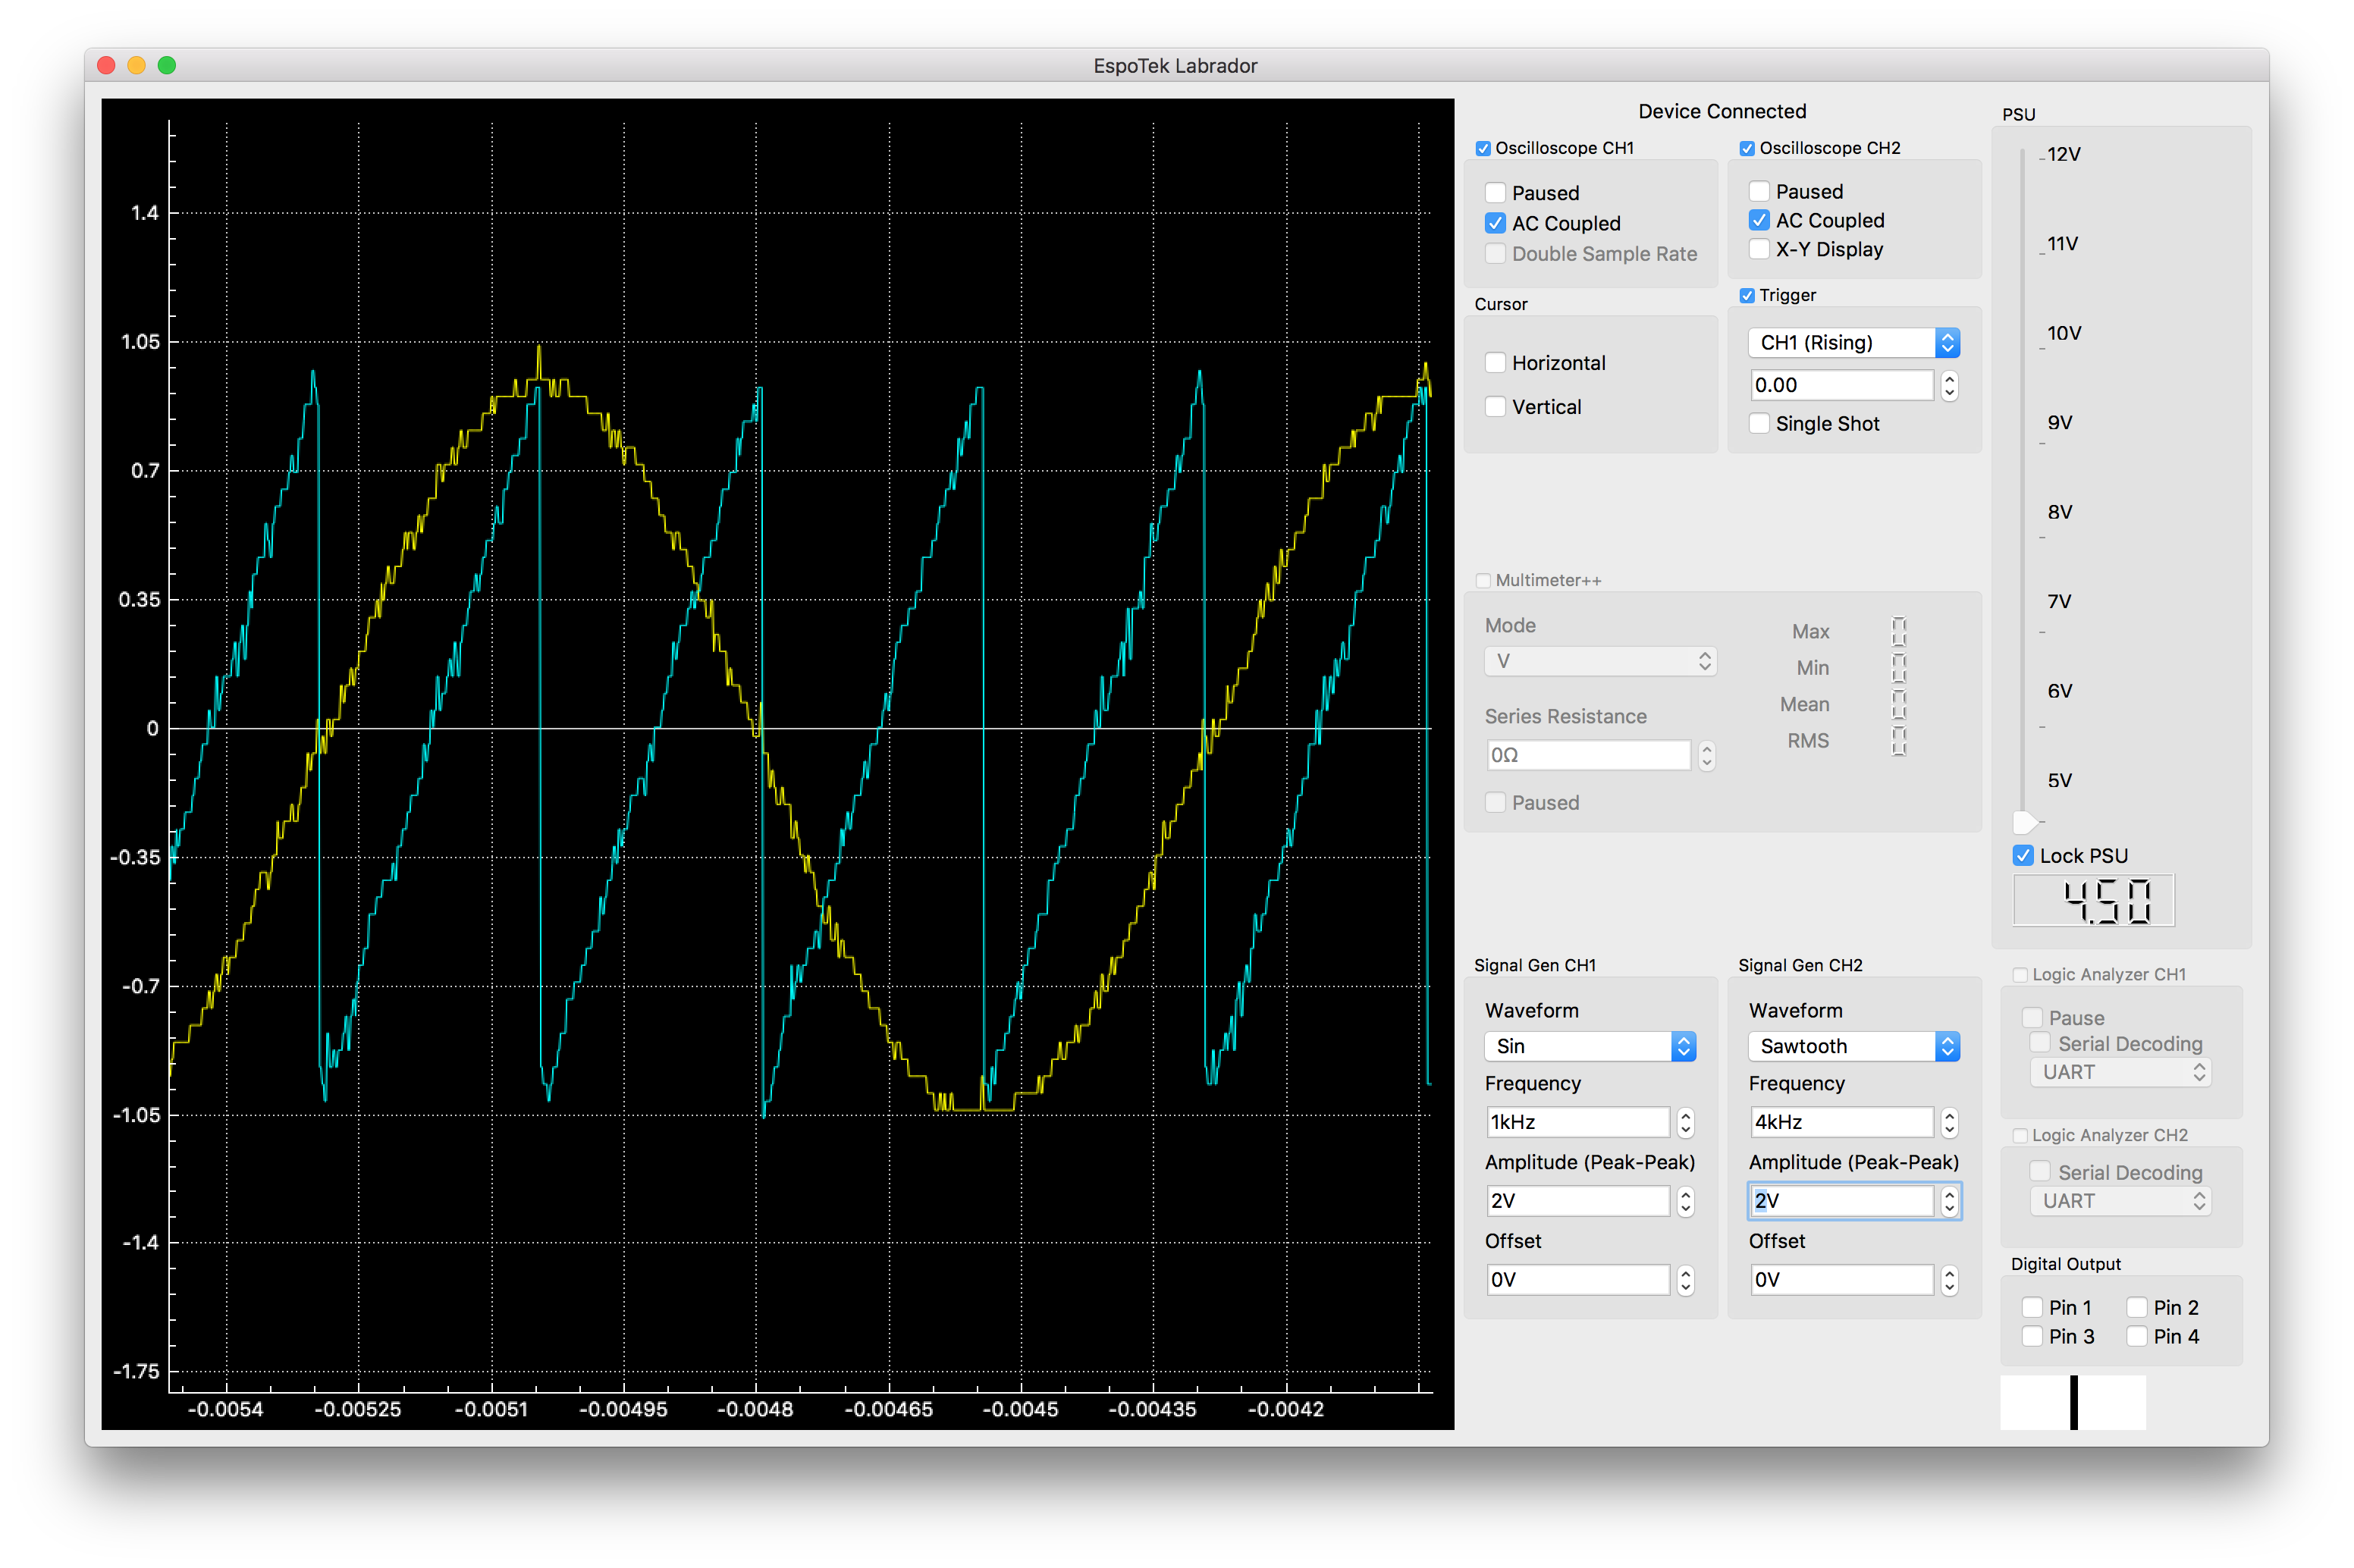 EspoTek Labrador
1.4
1.05
0.7
0.35
0
-0.35
-0.7
-1.05
-1.4
-1.75
-0.0054 -0.00525 -0.0051 -0.00495 -0.0048 -0.00465 -0.0045 -0.00435 -0.0042
Device Connected
Oscilloscope CH1
Paused
AC Coupled
Double Sample Rate
Oscilloscope CH2
Paused
AC Coupled
X-Y Display
Cursor
Horizontal
Vertical
Trigger
CH1 (Rising)
0.00
Single Shot
Multimeter++
Mode
V
Series Resistance
0Ω
Paused
Max 0
Min 0
Mean 0
RMS 0
Signal Gen CH1
Waveform
Sin
Frequency
1kHz
Amplitude (Peak-Peak)
2V
Offset
0V
Signal Gen CH2
Waveform
Sawtooth
Frequency
4kHz
Amplitude (Peak-Peak)
2V
Offset
0V
PSU
12V
11V
10V
9V
8V
7V
6V
5V
Lock PSU
4.50
Logic Analyzer CH1
Pause
Serial Decoding
UART
Logic Analyzer CH2
Serial Decoding
UART
Digital Output
Pin 1 Pin 2
Pin 3 Pin 4